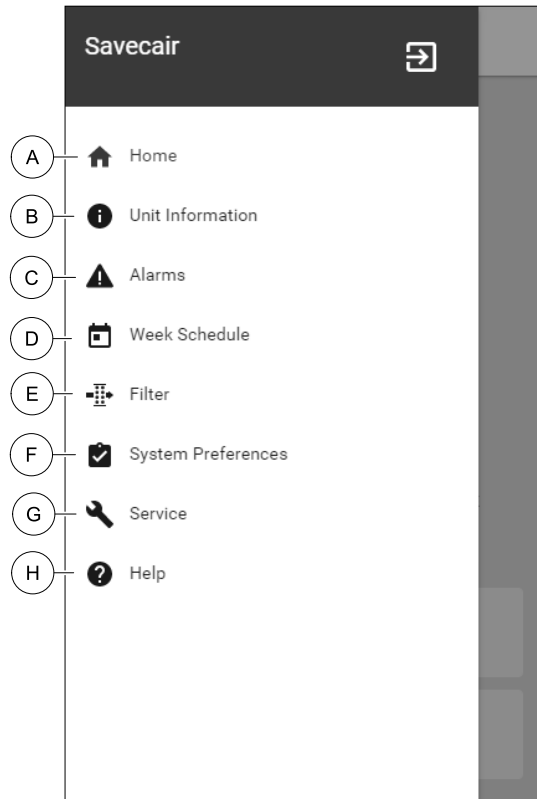 Savecair
A Home
B Unit Information
C Alarms
D Week Schedule
E Filter
F System Preferences
G Service
H Help